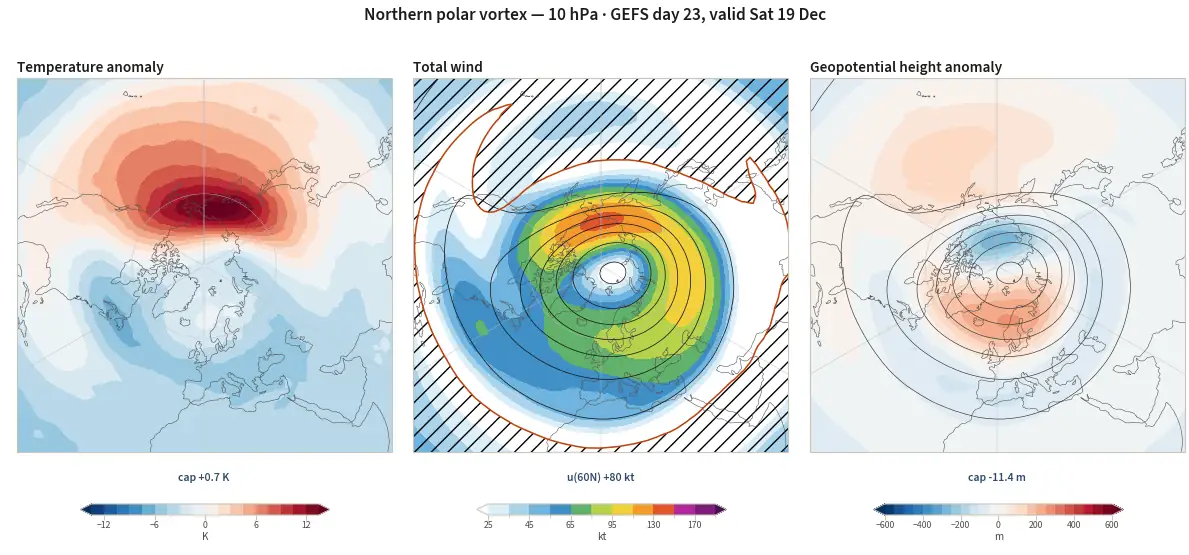 Northern polar vortex — 10 hPa · GEFS day 23, valid Sat 19 Dec
Temperature anomaly
Total wind
Geopotential height anomaly
cap +0.7 K
u(60N) +80 kt
cap -11.4 m
−12 −6 0 6 12
K
25 45 65 95 130 170
kt
−600 −400 −200 0 200 400 600
m